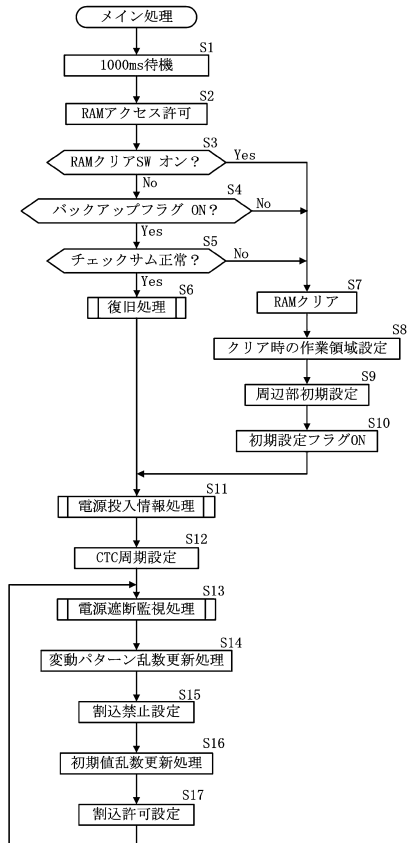 メイン処理
S1
1000ms待機
S2
RAMアクセス許可
S3
RAMクリアSW オン？
Yes
No
S4
バックアップフラグ ON？
No
Yes
S5
チェックサム正常？
No
Yes
S6
復旧処理
S7
RAMクリア
S8
クリア時の作業領域設定
S9
周辺部初期設定
S10
初期設定フラグON
S11
電源投入情報処理
S12
CTC周期設定
S13
電源遮断監視処理
S14
変動パターン乱数更新処理
S15
割込禁止設定
S16
初期値乱数更新処理
S17
割込許可設定